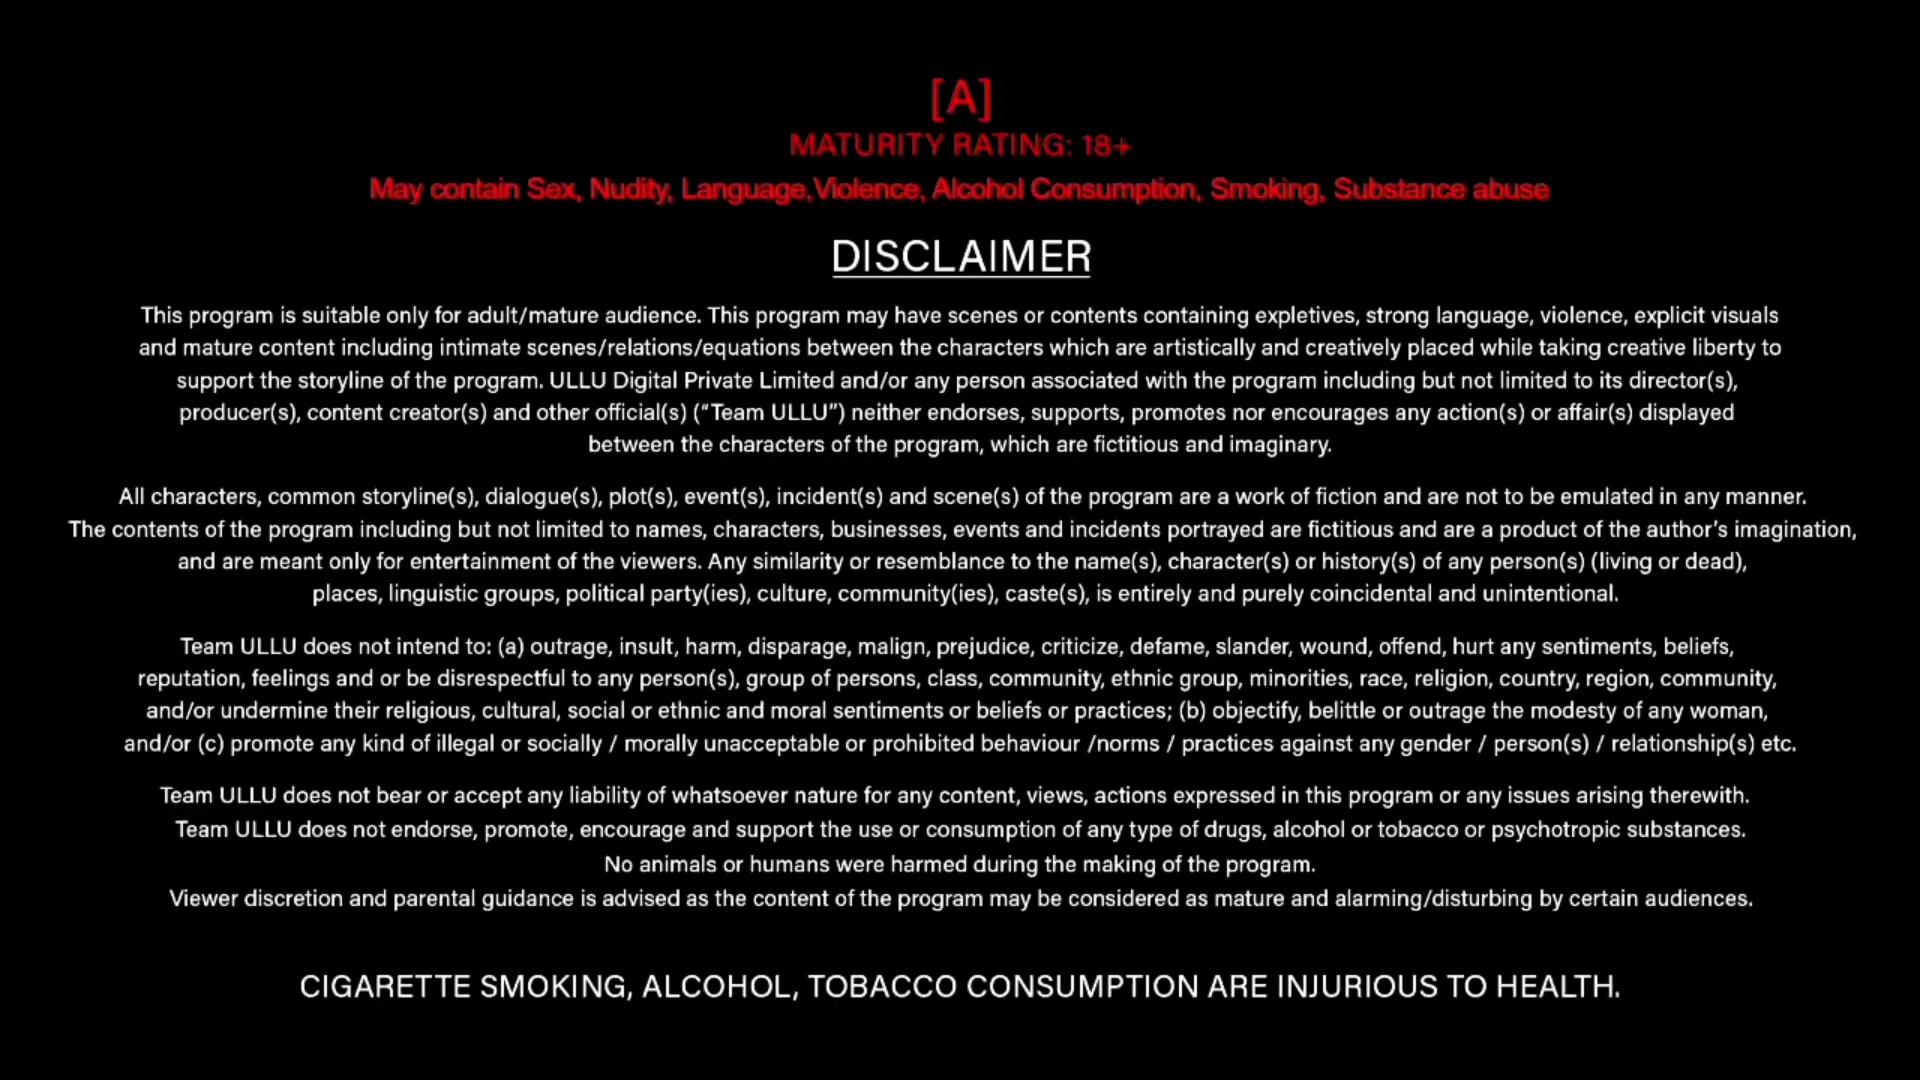 [A]
MATURITY RATING: 18+
May contain Sex, Nudity, Language,Violence, Alcohol Consumption, Smoking, Substance abuse
DISCLAIMER
This program is suitable only for adult/mature audience. This program may have scenes or contents containing expletives, strong language, violence, explicit visuals
and mature content including intimate scenes/relations/equations between the characters which are artistically and creatively placed while taking creative liberty to
support the storyline of the program. ULLU Digital Private Limited and/or any person associated with the program including but not limited to its director(s),
producer(s), content creator(s) and other official(s) (“Team ULLU”) neither endorses, supports, promotes nor encourages any action(s) or affair(s) displayed
between the characters of the program, which are fictitious and imaginary.
All characters, common storyline(s), dialogue(s), plot(s), event(s), incident(s) and scene(s) of the program are a work of fiction and are not to be emulated in any manner.
The contents of the program including but not limited to names, characters, businesses, events and incidents portrayed are fictitious and are a product of the author’s imagination,
and are meant only for entertainment of the viewers. Any similarity or resemblance to the name(s), character(s) or history(s) of any person(s) (living or dead),
places, linguistic groups, political party(ies), culture, community(ies), caste(s), is entirely and purely coincidental and unintentional.
Team ULLU does not intend to: (a) outrage, insult, harm, disparage, malign, prejudice, criticize, defame, slander, wound, offend, hurt any sentiments, beliefs,
reputation, feelings and or be disrespectful to any person(s), group of persons, class, community, ethnic group, minorities, race, religion, country, region, community,
and/or undermine their religious, cultural, social or ethnic and moral sentiments or beliefs or practices; (b) objectify, belittle or outrage the modesty of any woman,
and/or (c) promote any kind of illegal or socially / morally unacceptable or prohibited behaviour /norms / practices against any gender / person(s) / relationship(s) etc.
Team ULLU does not bear or accept any liability of whatsoever nature for any content, views, actions expressed in this program or any issues arising therewith.
Team ULLU does not endorse, promote, encourage and support the use or consumption of any type of drugs, alcohol or tobacco or psychotropic substances.
No animals or humans were harmed during the making of the program.
Viewer discretion and parental guidance is advised as the content of the program may be considered as mature and alarming/disturbing by certain audiences.
CIGARETTE SMOKING, ALCOHOL, TOBACCO CONSUMPTION ARE INJURIOUS TO HEALTH.